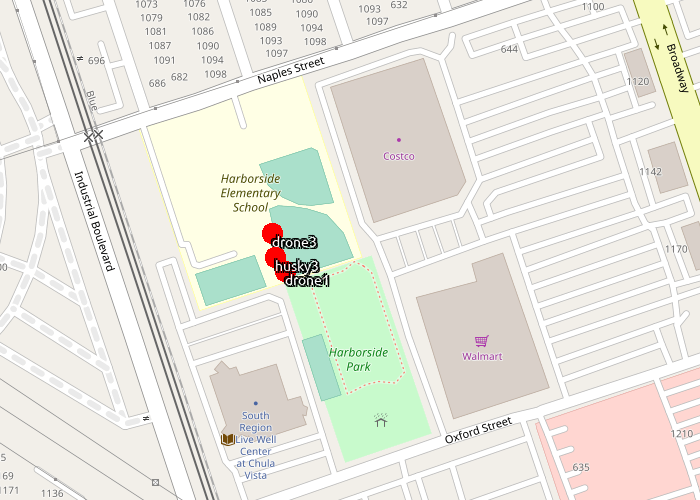 1073
1079
1081
1087
1091
1076
1082
1086
1090
1094
1098
696
686
682
1085
1089
1093
1097
1090
1094
1098
1093
1097
632
1100
644
Naples Street
Broadway
1120
Blue
Costco
1142
Harborside
Elementary
School
Industrial Boulevard
drone3
husky3
drone1
1170
Walmart
Harborside
Park
South
Region
Live Well
Center
at Chula
Vista
Oxford Street
1210
635
169
1171
1136